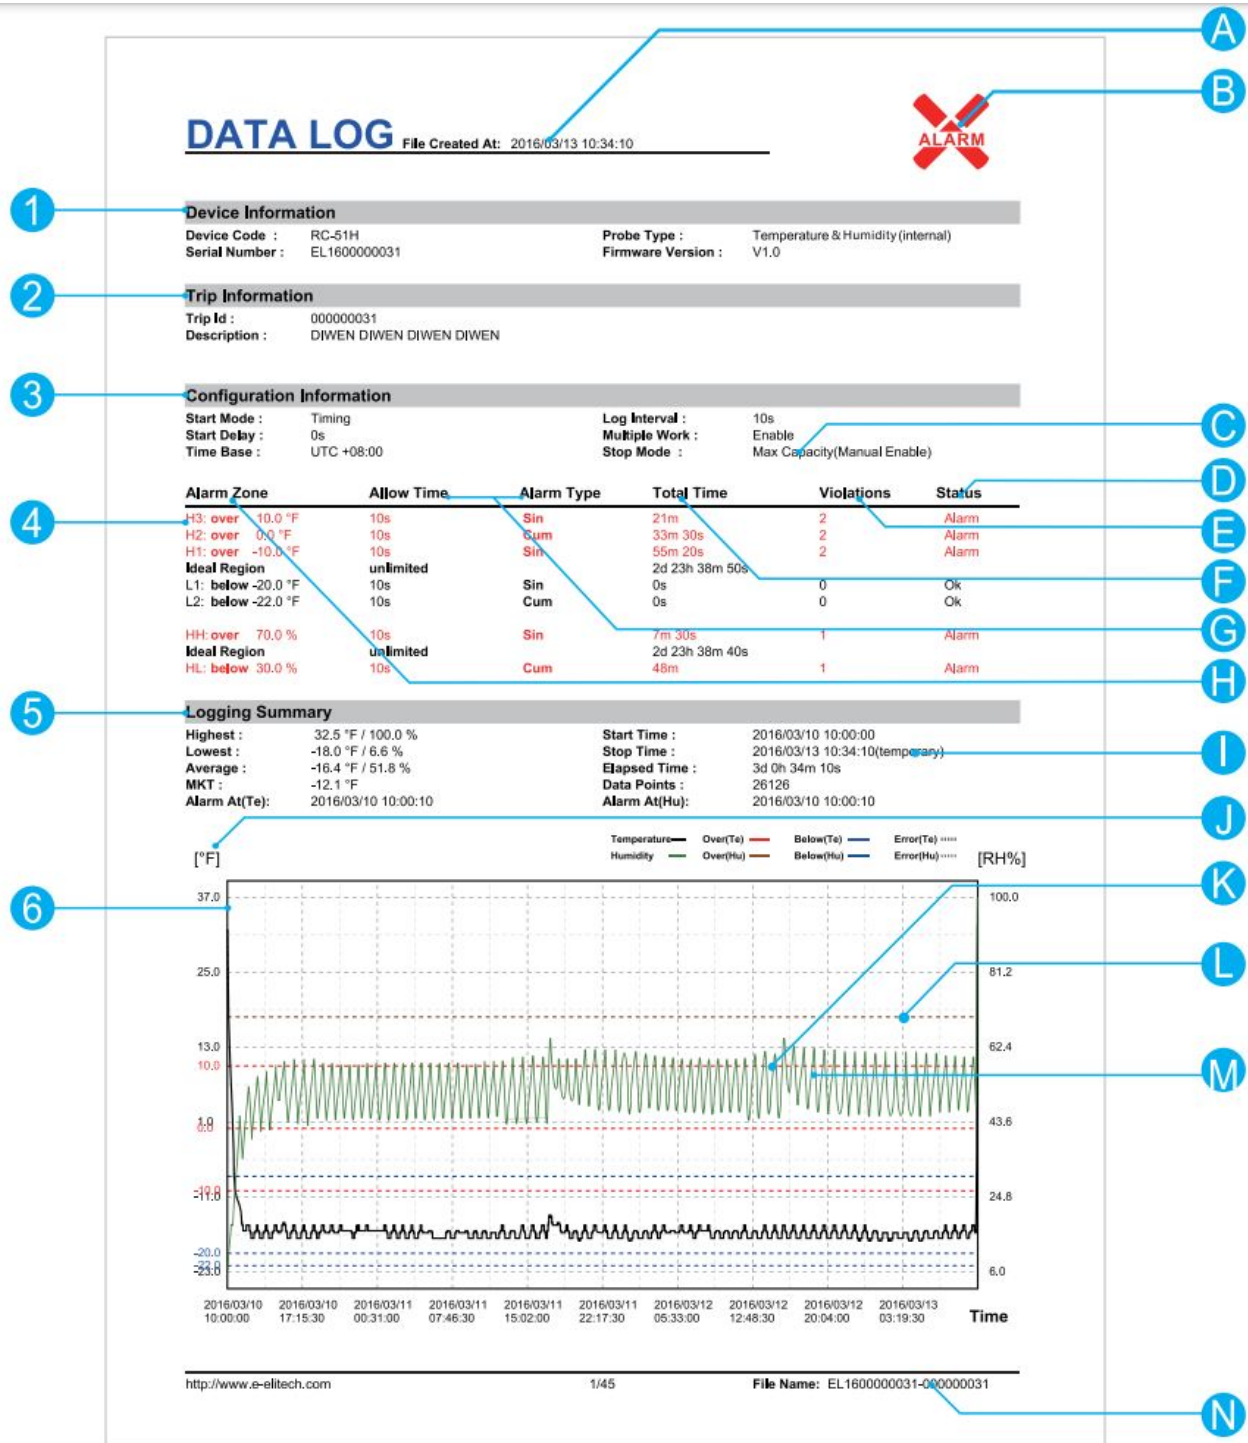 A
B
DATA LOG File Created At: 2016/03/13 10:34:10
ALARM
1
Device Information
Device Code : RC-51H Probe Type : Temperature & Humidity (internal)
Serial Number : EL1600000031 Firmware Version : V1.0
2
Trip Information
Trip Id : 000000031
Description : DIWEN DIWEN DIWEN DIWEN
3
Configuration Information
Start Mode : Timing Log Interval : 10s
Start Delay : 0s Multiple Work : Enable
Time Base : UTC +08:00 Stop Mode : Max Capacity(Manual Enable)
C
D
Alarm Zone Allow Time Alarm Type Total Time Violations Status
4
H3: over 10.0 °F 10s Sin 21m 2 Alarm
H2: over 0.0 °F 10s Cum 33m 30s 2 Alarm
H1: over -10.0 °F 10s Sin 55m 20s 2 Alarm
Ideal Region unlimited 2d 23h 38m 50s
L1: below -20.0 °F 10s Sin 0s 0 Ok
L2: below -22.0 °F 10s Cum 0s 0 Ok
E
F
G
HH: over 70.0 % 10s Sin 7m 30s 1 Alarm
Ideal Region unlimited 2d 23h 38m 40s
HL: below 30.0 % 10s Cum 48m 1 Alarm
H
5
Logging Summary
Highest : 32.5 °F / 100.0 % Start Time : 2016/03/10 10:00:00
Lowest : -18.0 °F / 6.6 % Stop Time : 2016/03/13 10:34:10(temporary)
Average : -16.4 °F / 51.8 % Elapsed Time : 3d 0h 34m 10s
MKT : -12.1 °F Data Points : 26126
Alarm At(Te): 2016/03/10 10:00:10 Alarm At(Hu): 2016/03/10 10:00:10
I
J
Temperature Over(Te) Below(Te) Error(Te)
Humidity Over(Hu) Below(Hu) Error(Hu)
[°F] [RH%]
K
6
37.0 100.0
L
25.0 81.2
13.0 62.4
10.0
M
1.0 43.6
0.0
-10.0
-11.0 24.8
-20.0
-22.0
-23.0 6.0
2016/03/10 2016/03/10 2016/03/11 2016/03/11 2016/03/11 2016/03/11 2016/03/12 2016/03/12 2016/03/12 2016/03/13
10:00:00 17:15:30 00:31:00 07:46:30 15:02:00 22:17:30 05:33:00 12:48:30 20:04:00 03:19:30
Time
http://www.e-elitech.com 1/45 File Name: EL1600000031-000000031
N